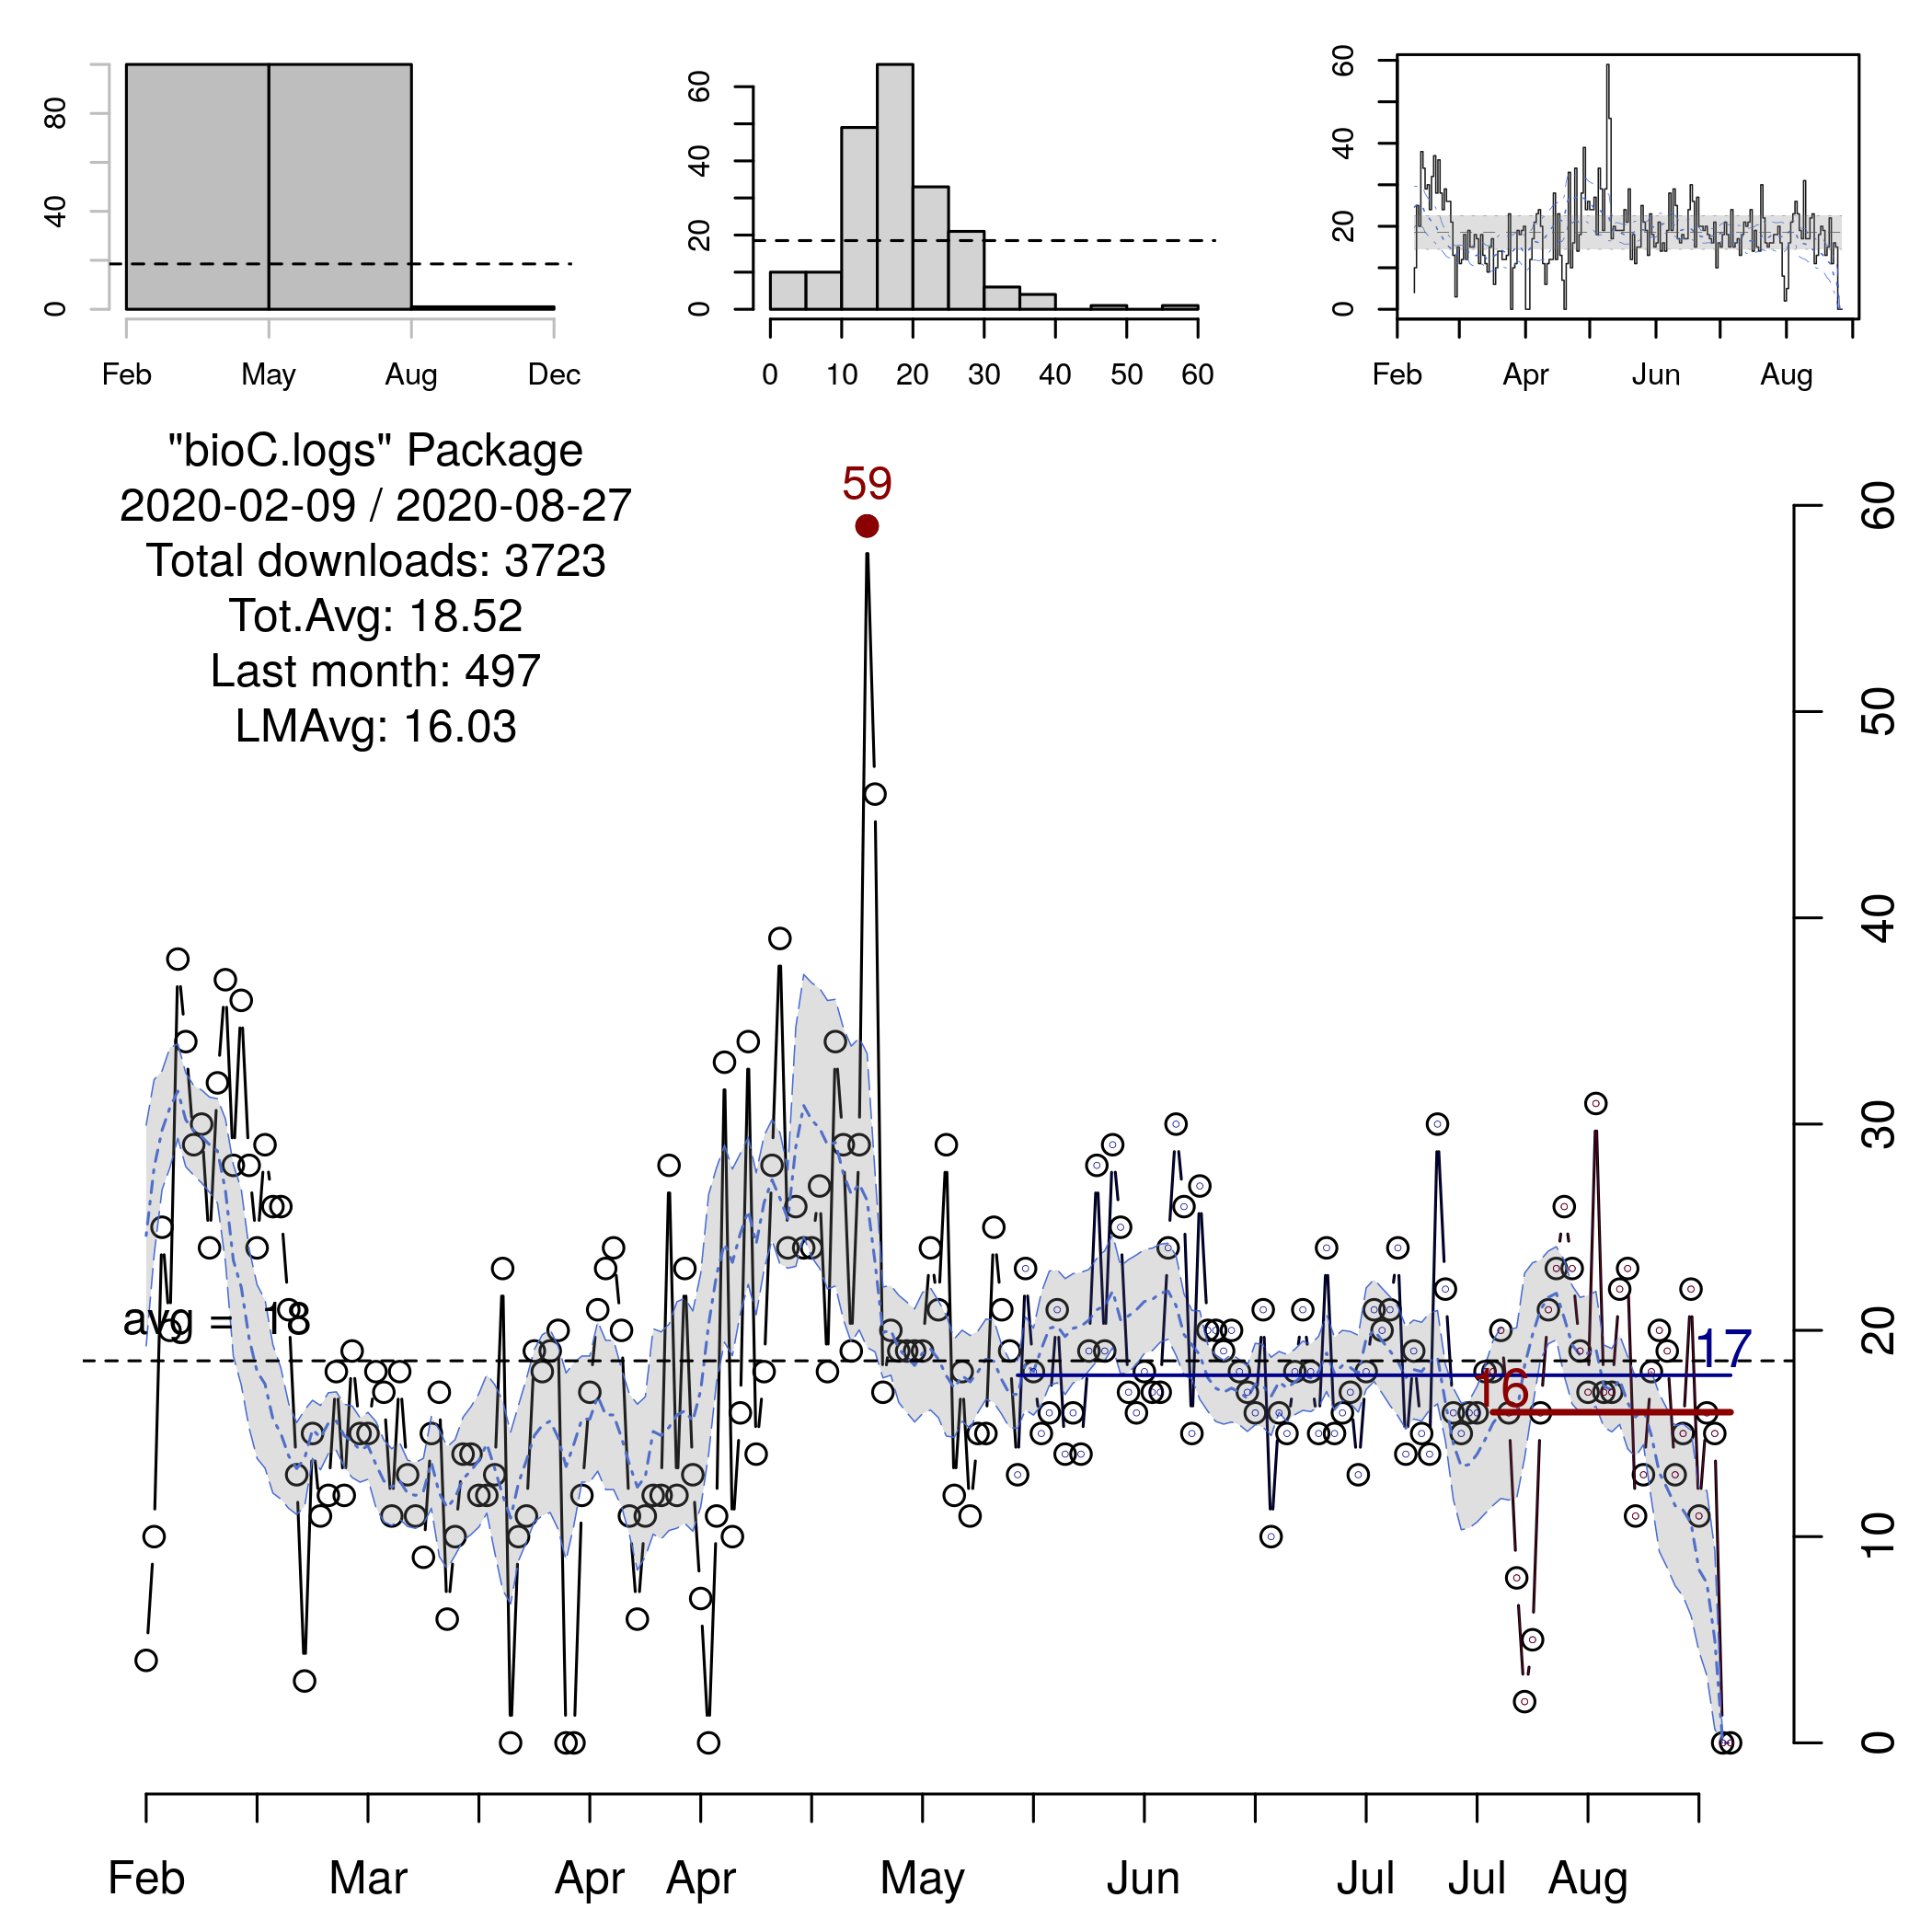 0 40 80
Feb May Aug Dec
0 20 40 60
0 10 20 30 40 50 60
0 20 40 60
Feb Apr Jun Aug
"bioC.logs" Package
2020-02-09 / 2020-08-27
Total downloads: 3723
Tot.Avg: 18.52
Last month: 497
LMAvg: 16.03
59
avg = 18
17
16
0 10 20 30 40 50 60
Feb Mar Apr Apr May Jun Jul Jul Aug